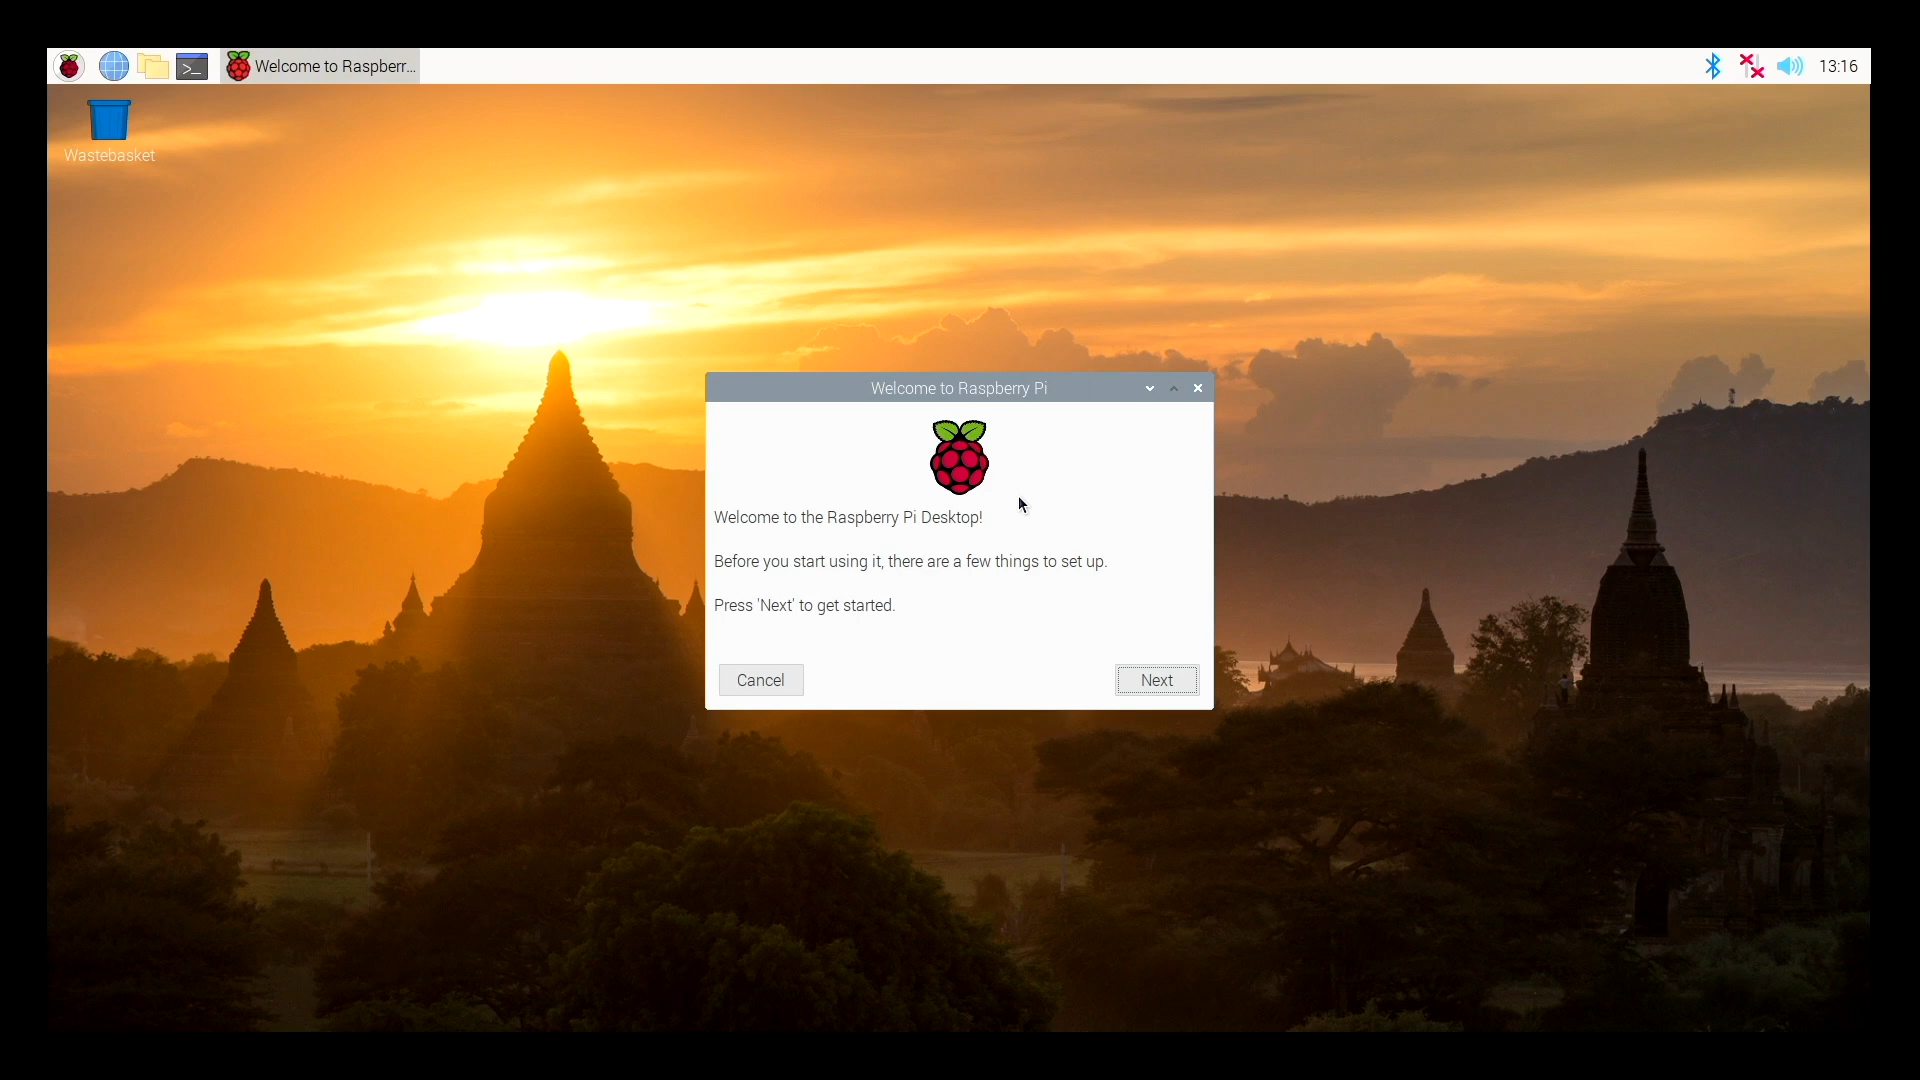 Welcome to Raspberr...
13:16
Wastebasket
Welcome to Raspberry Pi
Welcome to the Raspberry Pi Desktop!
Before you start using it, there are a few things to set up.
Press 'Next' to get started.
Cancel
Next